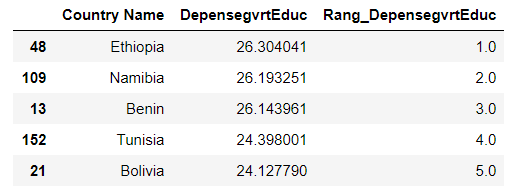 Country Name DepensegvrtEduc Rang_DepensegvrtEduc
48 Ethiopia 26.304041 1.0
109 Namibia 26.193251 2.0
13 Benin 26.143961 3.0
152 Tunisia 24.398001 4.0
21 Bolivia 24.127790 5.0